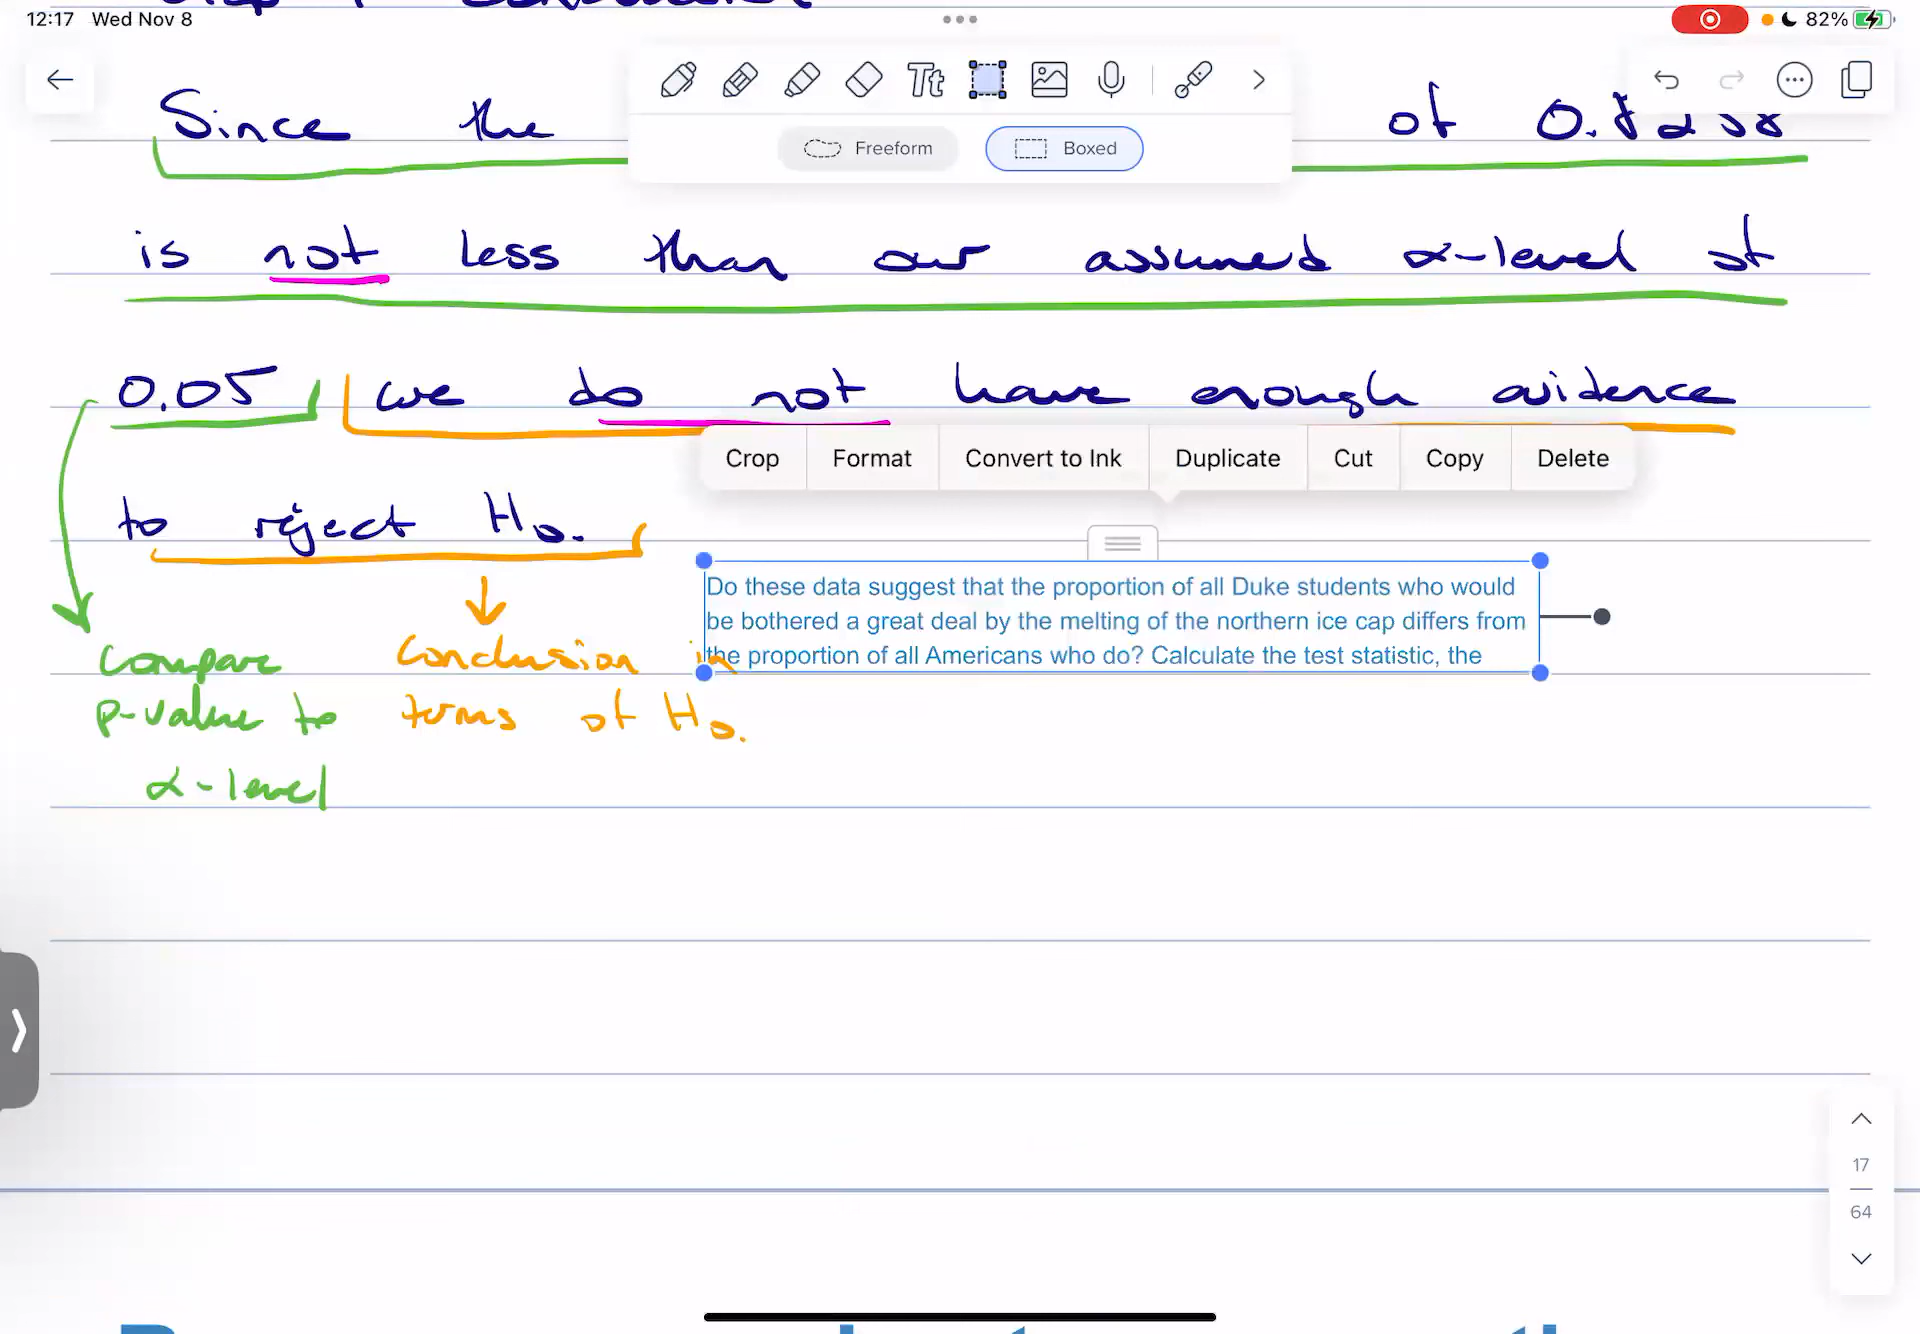 12:17 Wed Nov 8
82%
Tt
Freeform
Boxed
Since the of
is not less than our assumed α-level of
0.05 we do not have enough evidence
Crop Format Convert to Ink Duplicate Cut Copy Delete
to reject H₀.
Do these data suggest that the proportion of all Duke students who would
be bothered a great deal by the melting of the northern ice cap differs from
the proportion of all Americans who do? Calculate the test statistic, the
Compare
p-value to
α-level
Conclusion in
terms of H₀.
17
64